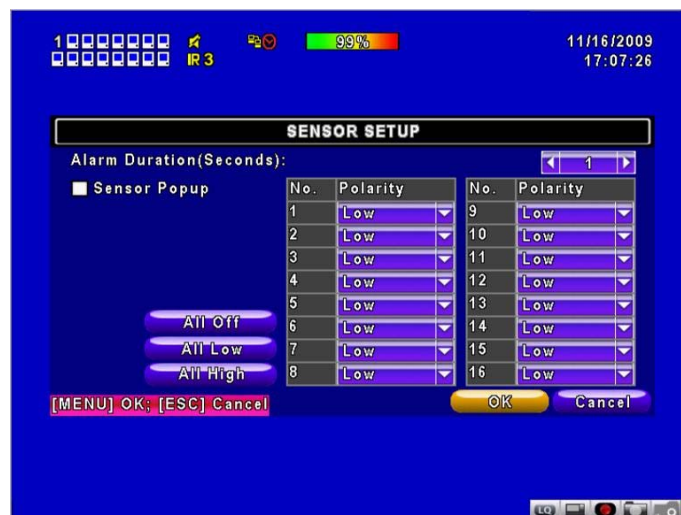 1 99% 11/16/2009
IR 3 17:07:26
SENSOR SETUP
Alarm Duration(Seconds): 1
Sensor Popup No. Polarity No. Polarity
1 Low 9 Low
2 Low 10 Low
3 Low 11 Low
4 Low 12 Low
5 Low 13 Low
All Off 6 Low 14 Low
All Low 7 Low 15 Low
All High 8 Low 16 Low
[MENU] OK; [ESC] Cancel OK Cancel
LQ